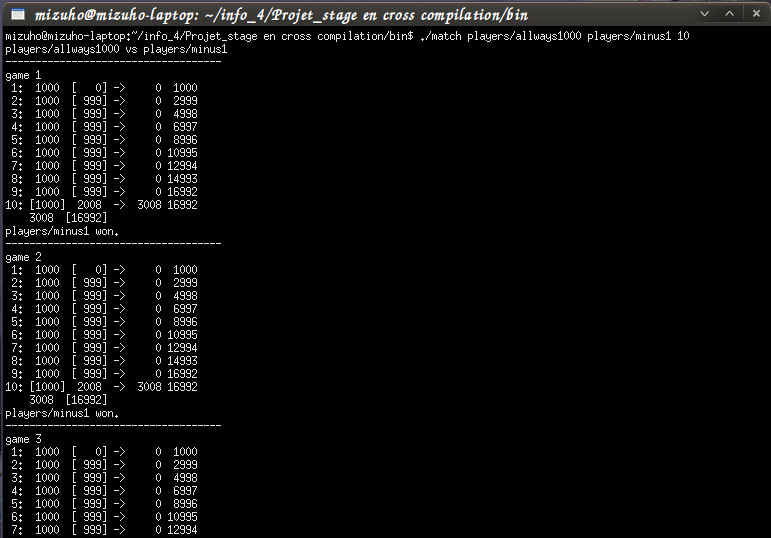 mizuho@mizuho-laptop: ~/info_4/Projet_stage en cross compilation/bin
mizuho@mizuho-laptop:~/info_4/Projet_stage en cross compilation/bin$ ./match players/allways1000 players/minus1 10
players/allways1000 vs players/minus1
------------------------------------
game 1
 1:  1000  [   0] ->     0  1000
 2:  1000  [ 999] ->     0  2999
 3:  1000  [ 999] ->     0  4998
 4:  1000  [ 999] ->     0  6997
 5:  1000  [ 999] ->     0  8996
 6:  1000  [ 999] ->     0 10995
 7:  1000  [ 999] ->     0 12994
 8:  1000  [ 999] ->     0 14993
 9:  1000  [ 999] ->     0 16992
10: [1000]  2008  ->  3008 16992
    3008  [16992]
players/minus1 won.
------------------------------------
game 2
 1:  1000  [   0] ->     0  1000
 2:  1000  [ 999] ->     0  2999
 3:  1000  [ 999] ->     0  4998
 4:  1000  [ 999] ->     0  6997
 5:  1000  [ 999] ->     0  8996
 6:  1000  [ 999] ->     0 10995
 7:  1000  [ 999] ->     0 12994
 8:  1000  [ 999] ->     0 14993
 9:  1000  [ 999] ->     0 16992
10: [1000]  2008  ->  3008 16992
    3008  [16992]
players/minus1 won.
------------------------------------
game 3
 1:  1000  [   0] ->     0  1000
 2:  1000  [ 999] ->     0  2999
 3:  1000  [ 999] ->     0  4998
 4:  1000  [ 999] ->     0  6997
 5:  1000  [ 999] ->     0  8996
 6:  1000  [ 999] ->     0 10995
 7:  1000  [ 999] ->     0 12994